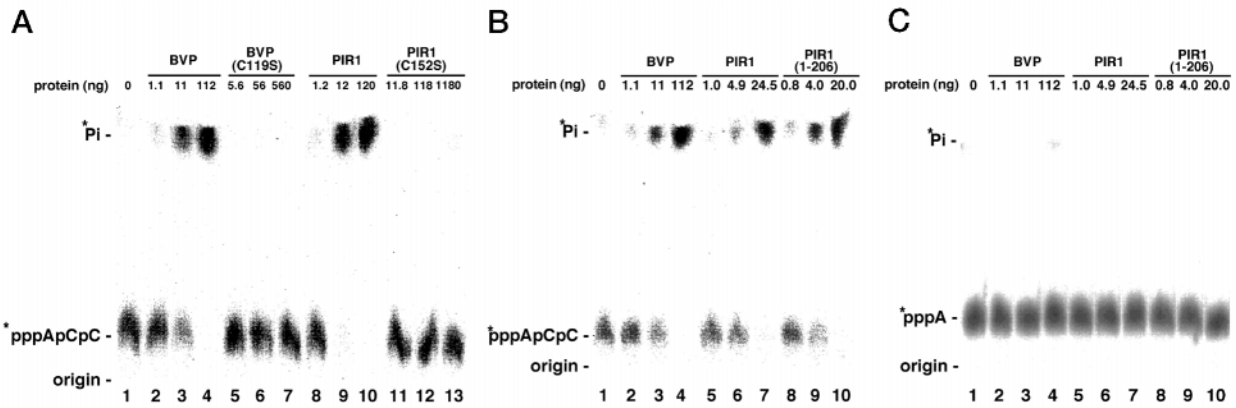 A
BVP BVP (C119S) PIR1 PIR1 (C152S)
protein (ng) 0 1.1 11 112 5.6 56 560 1.2 12 120 11.8 118 1180
*Pi -
*pppApCpC -
origin -
1 2 3 4 5 6 7 8 9 10 11 12 13
B
BVP PIR1 PIR1 (1-206)
protein (ng) 0 1.1 11 112 1.0 4.9 24.5 0.8 4.0 20.0
*Pi -
*pppApCpC -
origin -
1 2 3 4 5 6 7 8 9 10
C
BVP PIR1 PIR1 (1-206)
protein (ng) 0 1.1 11 112 1.0 4.9 24.5 0.8 4.0 20.0
*Pi -
*pppA -
origin -
1 2 3 4 5 6 7 8 9 10